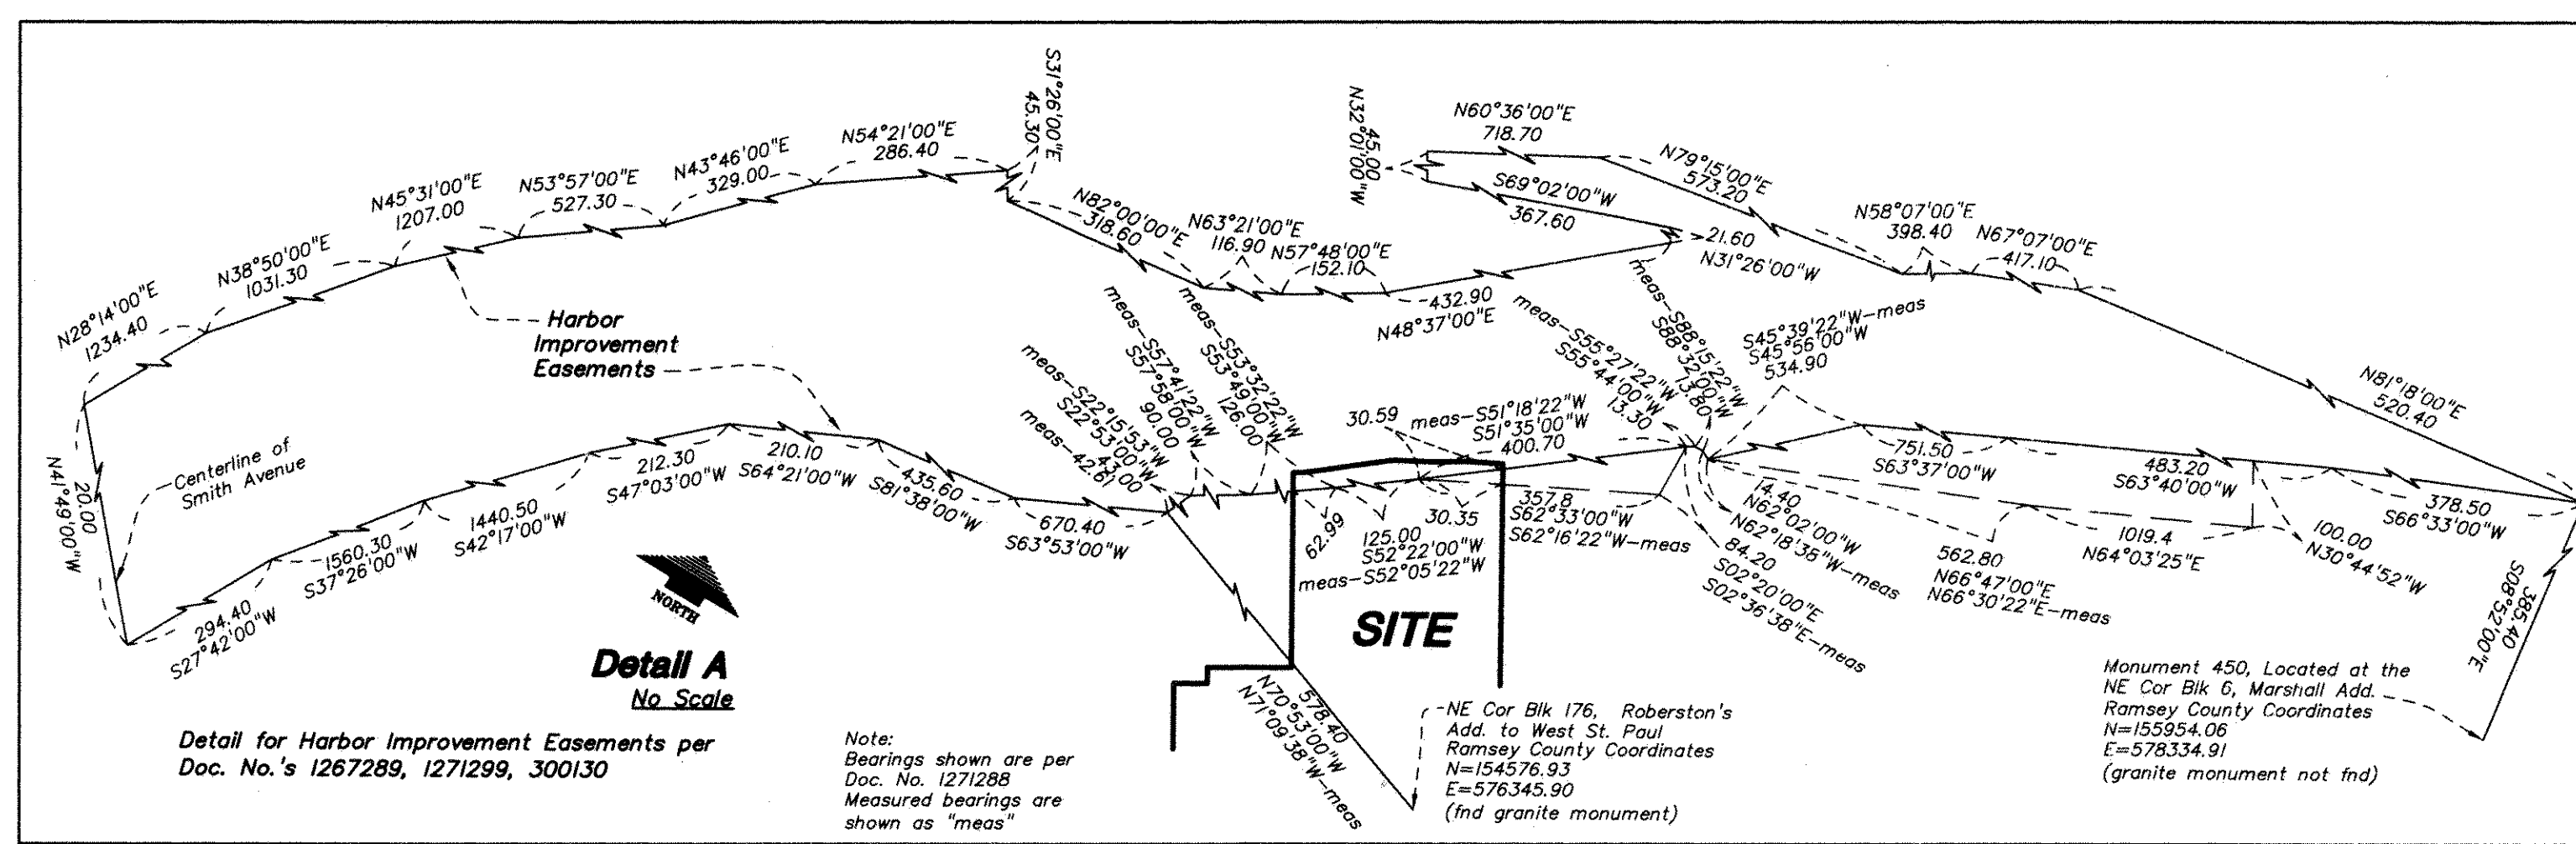 N28°14'00"E
1234.40
N38°50'00"E
1031.30
N45°31'00"E
1207.00
N53°57'00"E
527.30
N43°46'00"E
329.00
N54°21'00"E
286.40
S31°26'00"E
45.30
N82°00'00"E
318.60
N63°21'00"E
116.90
N57°48'00"E
152.10
432.90
N48°37'00"E
21.60
N31°26'00"W
S69°02'00"W
367.60
N32°01'00"W
45.00
N60°36'00"E
718.70
N79°15'00"E
573.20
N58°07'00"E
398.40
N67°07'00"E
417.10
N81°18'00"E
520.40
Harbor
Improvement
Easements
Centerline of
Smith Avenue
N41°49'00"W
20.00
294.40
S27°42'00"W
1560.30
S37°26'00"W
1440.50
S42°17'00"W
212.30
S47°03'00"W
210.10
S64°21'00"W
435.60
S81°38'00"W
670.40
S63°53'00"W
meas-S22°15'53"W
S22°53'00"W
43.00
meas-42.61
meas-S57°41'22"W
S57°58'00"W
90.00
meas-S53°32'22"W
S53°49'00"W
126.00
62.99
125.00
S52°22'00"W
meas-S52°05'22"W
30.59
30.35
meas-S51°18'22"W
S51°35'00"W
400.70
357.8
S62°33'00"W
S62°16'22"W-meas
meas-S55°27'22"W
S55°44'00"W
13.30
meas-S88°15'22"W
S88°32'00"W
13.80
S45°39'22"W-meas
S45°56'00"W
534.90
14.40
N62°02'00"W
N62°18'38"W-meas
84.20
S02°20'00"E
S02°36'38"E-meas
751.50
S63°37'00"W
483.20
S63°40'00"W
378.50
S66°33'00"W
562.80
N66°47'00"E
N66°30'22"E-meas
1019.4
N64°03'25"E
100.00
N30°44'52"W
385.40
S08°52'00"E
578.40
N70°53'00"W
N71°09'38"W-meas
SITE
NORTH
Detail A
No Scale
Detail for Harbor Improvement Easements per
Doc. No.'s 1267289, 1271299, 300130
Note:
Bearings shown are per
Doc. No. 1271288
Measured bearings are
shown as "meas"
NE Cor Blk 176, Roberston's
Add. to West St. Paul
Ramsey County Coordinates
N=154576.93
E=576345.90
(fnd granite monument)
Monument 450, Located at the
NE Cor Blk 6, Marshall Add.
Ramsey County Coordinates
N=155954.06
E=578334.91
(granite monument not fnd)